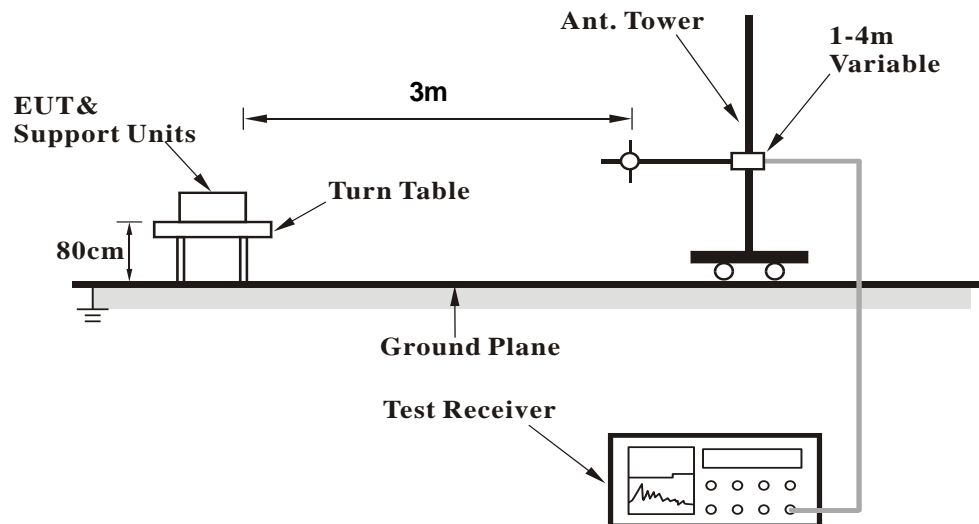 Ant. Tower
1-4m
Variable
3m
EUT&
Support Units
Turn Table
80cm
Ground Plane
Test Receiver